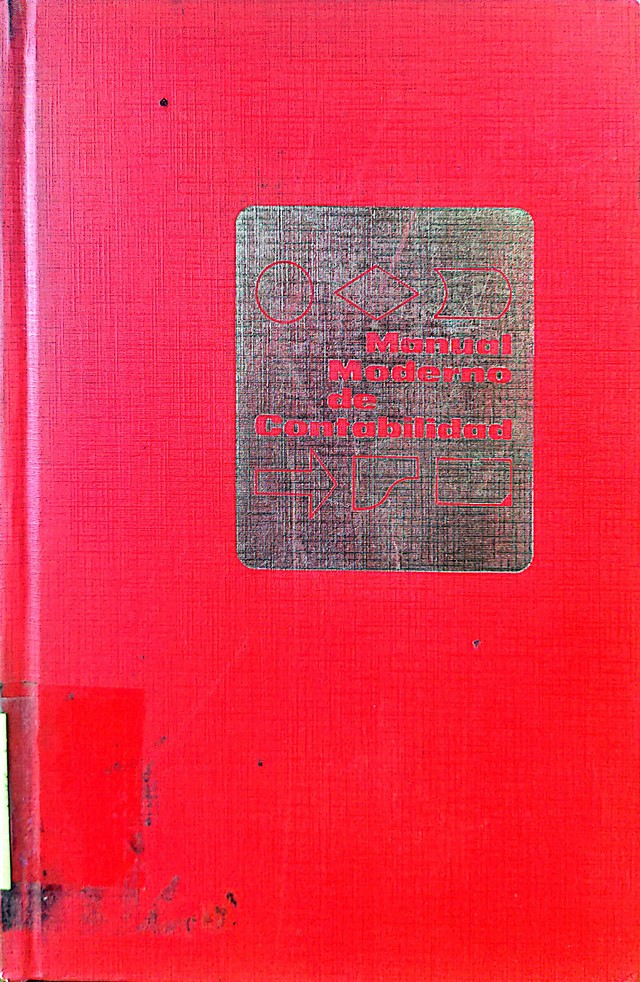 Manual
Moderno
de
Contabilidad